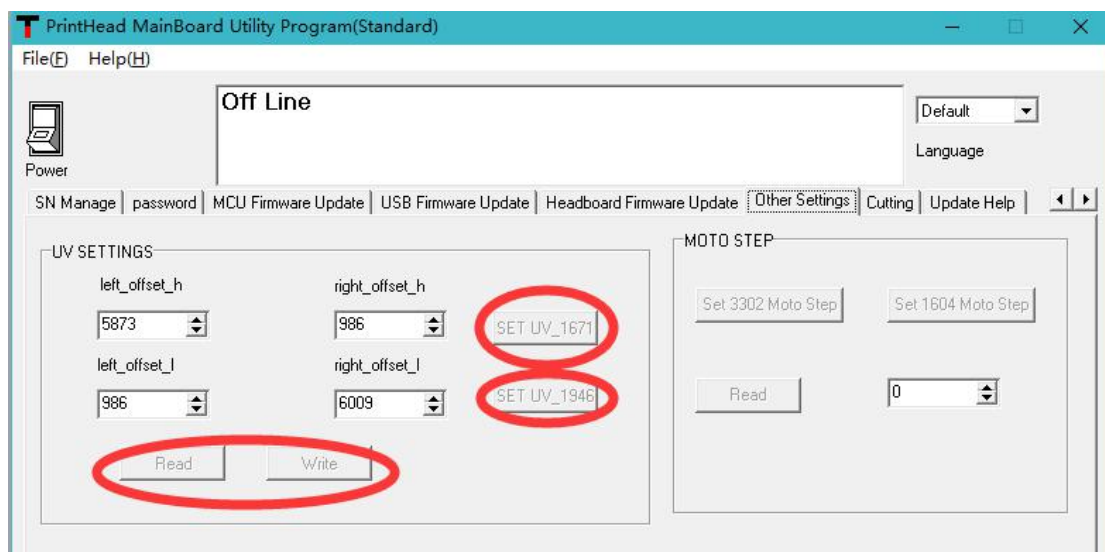 PrintHead MainBoard Utility Program(Standard)
File(F) Help(H)
Off Line
Default
Language
Power
SN Manage password MCU Firmware Update USB Firmware Update Headboard Firmware Update Other Settings Cutting Update Help
UV SETTINGS
left_offset_h right_offset_h
5873 986 SET UV_1671
left_offset_l right_offset_l
986 6009 SET UV_1946
Read Write
MOTO STEP
Set 3302 Moto Step Set 1604 Moto Step
Read 0